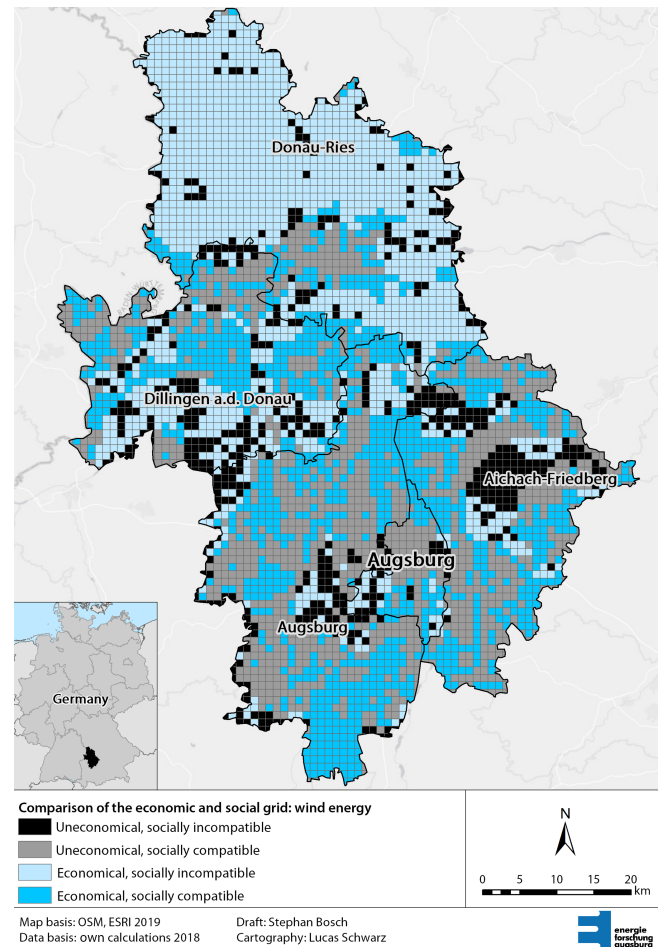 Donau-Ries
Dillingen a.d. Donau
Aichach-Friedberg
Augsburg
Augsburg
Germany
Comparison of the economic and social grid: wind energy
Uneconomical, socially incompatible
Uneconomical, socially compatible
Economical, socially incompatible
Economical, socially compatible
N
0 5 10 15 20
km
Map basis: OSM, ESRI 2019
Data basis: own calculations 2018
Draft: Stephan Bosch
Cartography: Lucas Schwarz
energie
forschung
augsburg